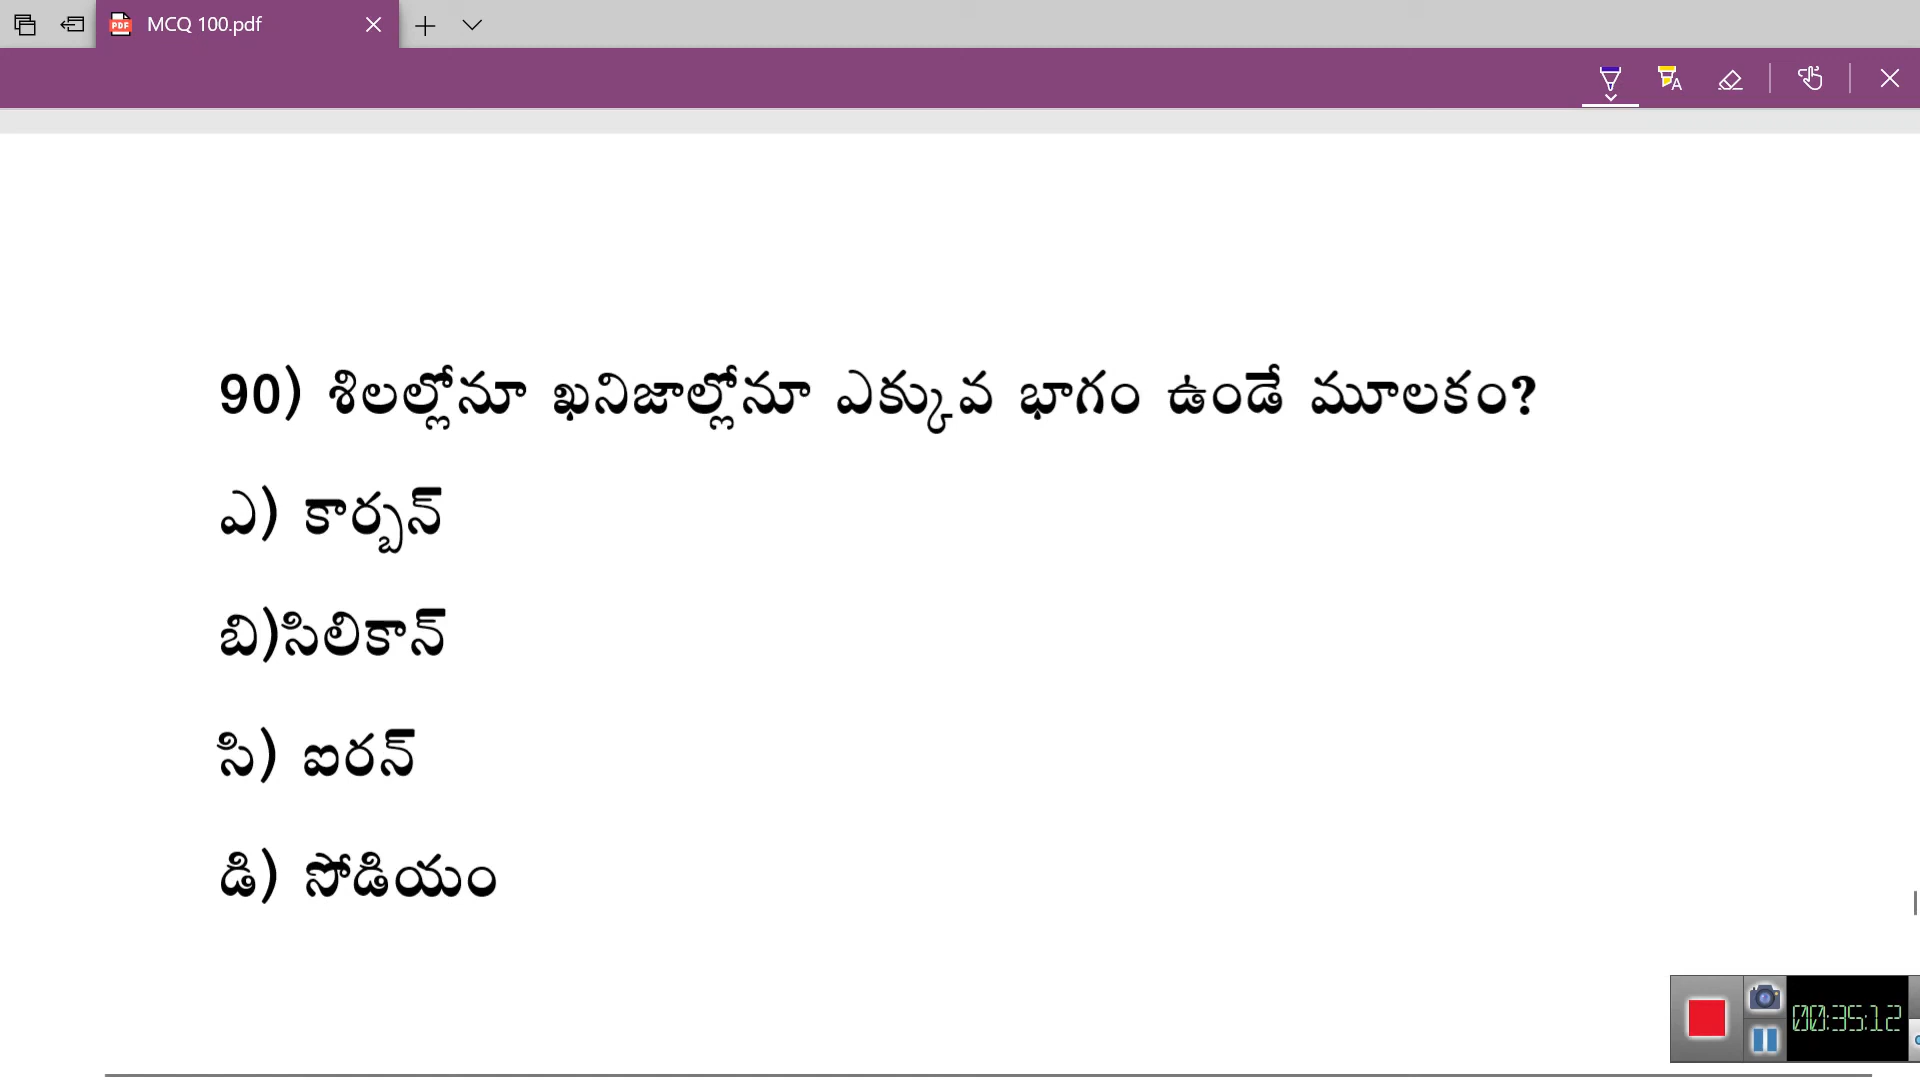 MCQ 100.pdf
90) శిలల్లోనూ ఖనిజాల్లోనూ ఎక్కువ భాగం ఉండే మూలకం?
ఎ) కార్బన్
బి)సిలికాన్
సి) ఐరన్
డి) సోడియం
00:35:12